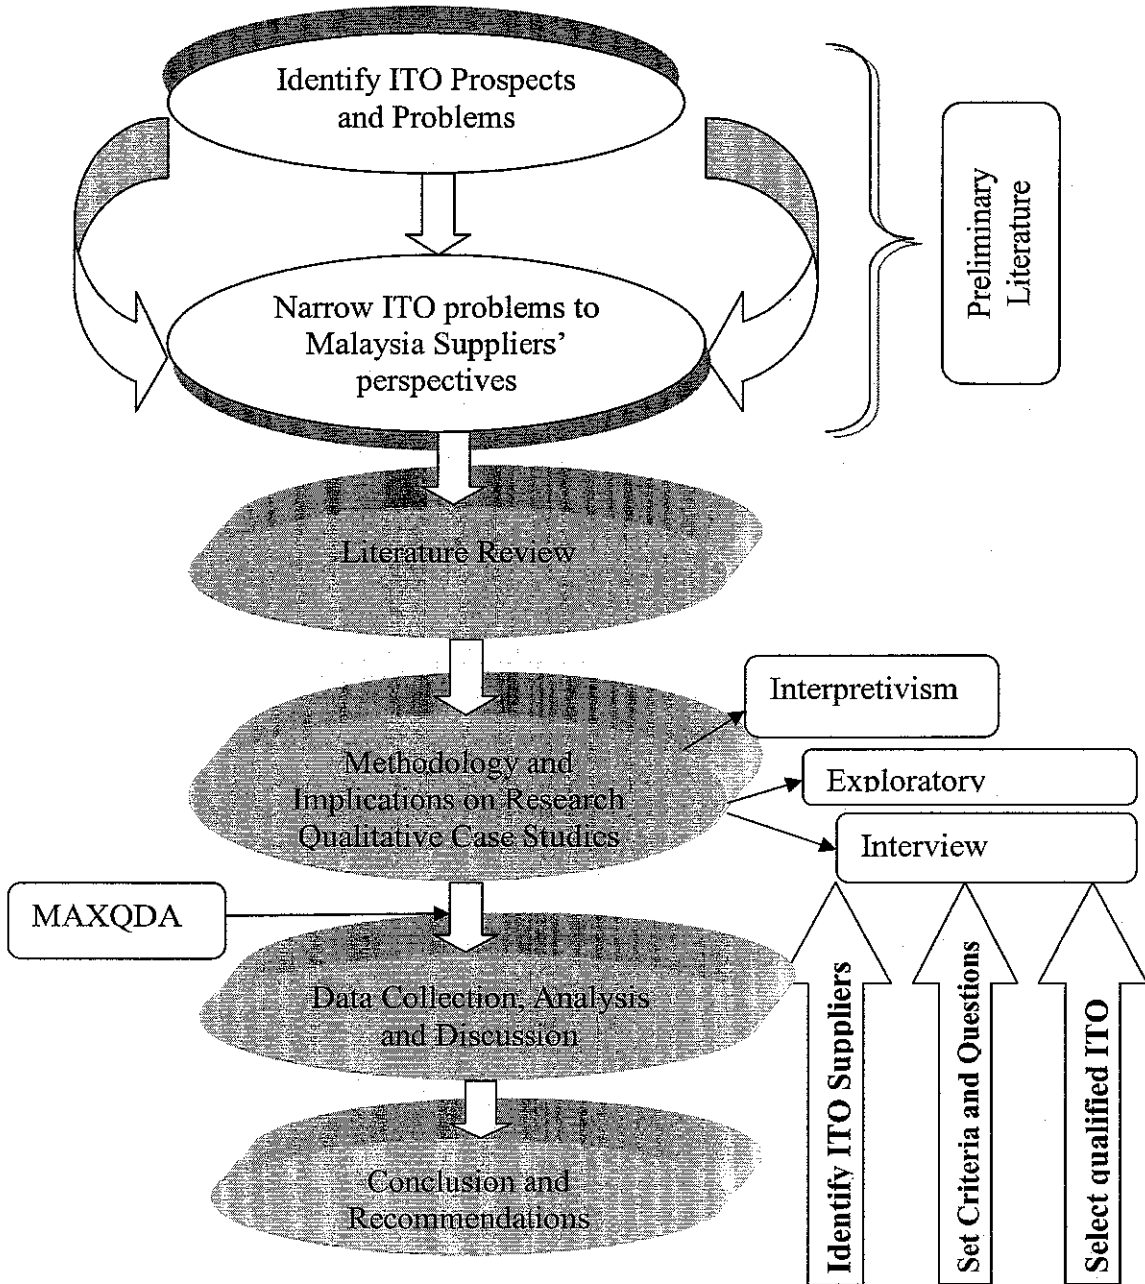 Identify ITO Prospects
and Problems
Preliminary
Literature
Narrow ITO problems to
Malaysia Suppliers’
perspectives
Literature Review
Interpretivism
Methodology and
Implications on Research
Qualitative Case Studies
Exploratory
Interview
MAXQDA
Data Collection, Analysis
and Discussion
Identify ITO Suppliers
Set Criteria and Questions
Select qualified ITO
Conclusion and
Recommendations